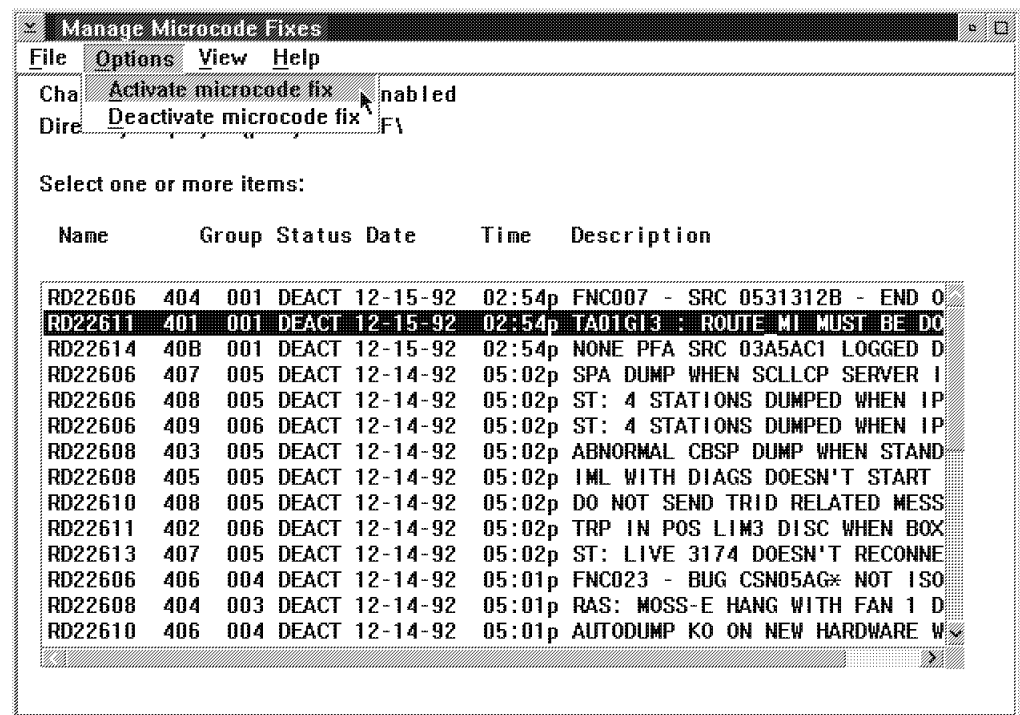 Manage Microcode Fixes
File Options View Help
Activate microcode fix
Deactivate microcode fix
Cha nabled
Dire F\
Select one or more items:
Name Group Status Date Time Description
RD22606 404 001 DEACT 12-15-92 02:54p FNC007 - SRC 0531312B - END O
RD22611 401 001 DEACT 12-15-92 02:54p TA01GI3 : ROUTE MI MUST BE DO
RD22614 40B 001 DEACT 12-15-92 02:54p NONE PFA SRC 03A5AC1 LOGGED D
RD22606 407 005 DEACT 12-14-92 05:02p SPA DUMP WHEN SCLLCP SERVER I
RD22606 408 005 DEACT 12-14-92 05:02p ST: 4 STATIONS DUMPED WHEN IP
RD22606 409 006 DEACT 12-14-92 05:02p ST: 4 STATIONS DUMPED WHEN IP
RD22608 403 005 DEACT 12-14-92 05:02p ABNORMAL CBSP DUMP WHEN STAND
RD22608 405 005 DEACT 12-14-92 05:02p IML WITH DIAGS DOESN'T START
RD22610 408 005 DEACT 12-14-92 05:02p DO NOT SEND TRID RELATED MESS
RD22611 402 006 DEACT 12-14-92 05:02p TRP IN POS LIM3 DISC WHEN BOX
RD22613 407 005 DEACT 12-14-92 05:02p ST: LIVE 3174 DOESN'T RECONNE
RD22606 406 004 DEACT 12-14-92 05:01p FNC023 - BUG CSN05AG* NOT ISO
RD22608 404 003 DEACT 12-14-92 05:01p RAS: MOSS-E HANG WITH FAN 1 D
RD22610 406 004 DEACT 12-14-92 05:01p AUTODUMP KO ON NEW HARDWARE W